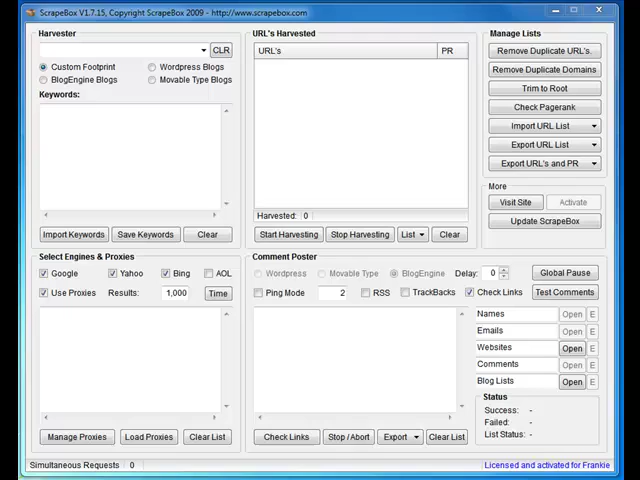 ScrapeBox V1.7.15, Copyright ScrapeBox 2009 - http://www.scrapebox.com
Harvester
CLR
Custom Footprint
Wordpress Blogs
BlogEngine Blogs
Movable Type Blogs
Keywords:
Import Keywords
Save Keywords
Clear
URL's Harvested
URL's
PR
Harvested: 0
Start Harvesting
Stop Harvesting
List
Clear
Manage Lists
Remove Duplicate URL's.
Remove Duplicate Domains
Trim to Root
Check Pagerank
Import URL List
Export URL List
Export URL's and PR
More
Visit Site
Activate
Update ScrapeBox
Select Engines & Proxies
Google
Yahoo
Bing
AOL
Use Proxies
Results: 1,000
Time
Manage Proxies
Load Proxies
Clear List
Comment Poster
Wordpress
Movable Type
BlogEngine
Delay: 0
Global Pause
Ping Mode
2
RSS
TrackBacks
Check Links
Test Comments
Names
Open
E
Emails
Open
E
Websites
Open
E
Comments
Open
E
Blog Lists
Open
E
Status
Success: -
Failed: -
List Status: -
Check Links
Stop / Abort
Export
Clear List
Simultaneous Requests 0
Licensed and activated for Frankie